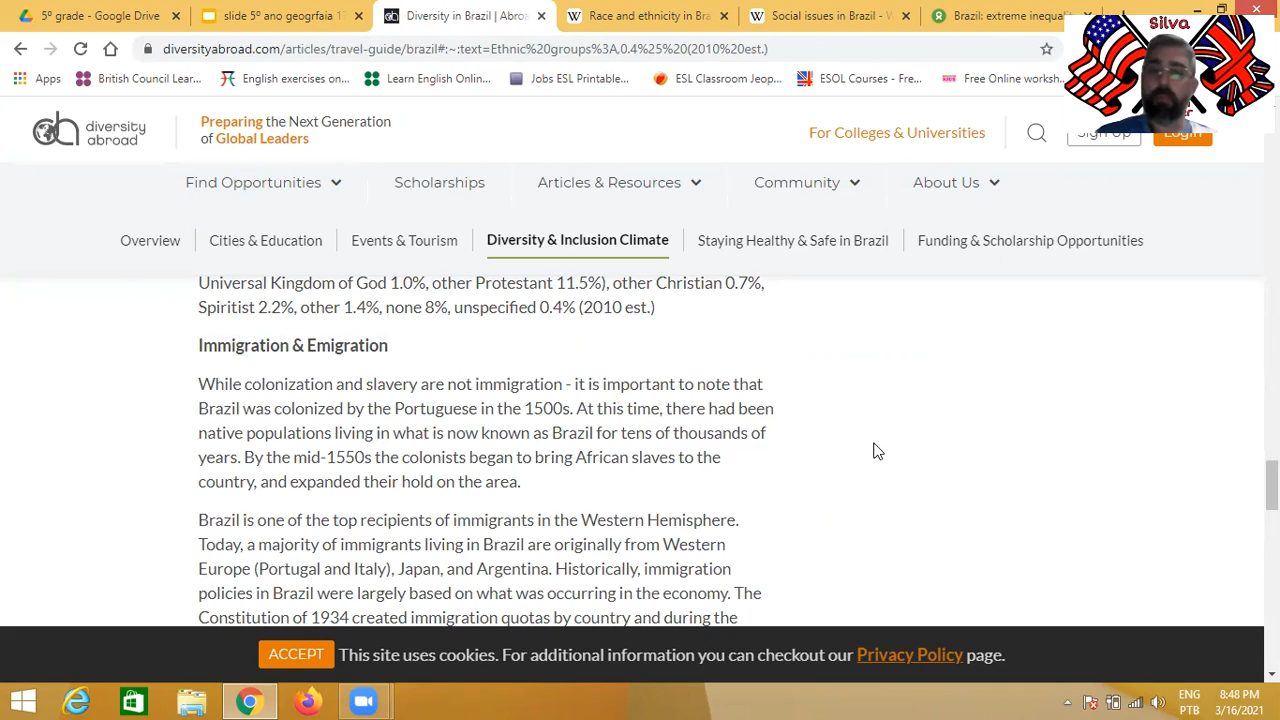 5º grade - Google Drive
slide 5º ano geogrfaia 17
Diversity in Brazil | Abroa
Race and ethnicity in B
Social issues in Brazil - W
Brazil: extreme inequal
diversityabroad.com/articles/travel-guide/brazil#:~:text=Ethnic%20groups%3A,0.4%25%20(2010%20est.)
Silva
Apps
British Council Lear...
English exercises on...
Learn English Online...
Jobs ESL Printable...
ESL Classroom Jeop...
ESOL Courses - Fre...
Free Online worksh...
diversity
abroad
Preparing the Next Generation
of Global Leaders
For Colleges & Universities
Sign Up
Login
Find Opportunities
Scholarships
Articles & Resources
Community
About Us
Overview
Cities & Education
Events & Tourism
Diversity & Inclusion Climate
Staying Healthy & Safe in Brazil
Funding & Scholarship Opportunities
Universal Kingdom of God 1.0%, other Protestant 11.5%), other Christian 0.7%,
Spiritist 2.2%, other 1.4%, none 8%, unspecified 0.4% (2010 est.)
Immigration & Emigration
While colonization and slavery are not immigration - it is important to note that
Brazil was colonized by the Portuguese in the 1500s. At this time, there had been
native populations living in what is now known as Brazil for tens of thousands of
years. By the mid-1550s the colonists began to bring African slaves to the
country, and expanded their hold on the area.
Brazil is one of the top recipients of immigrants in the Western Hemisphere.
Today, a majority of immigrants living in Brazil are originally from Western
Europe (Portugal and Italy), Japan, and Argentina. Historically, immigration
policies in Brazil were largely based on what was occurring in the economy. The
Constitution of 1934 created immigration quotas by country and during the
ACCEPT
This site uses cookies. For additional information you can checkout our Privacy Policy page.
ENG
PTB
8:48 PM
3/16/2021